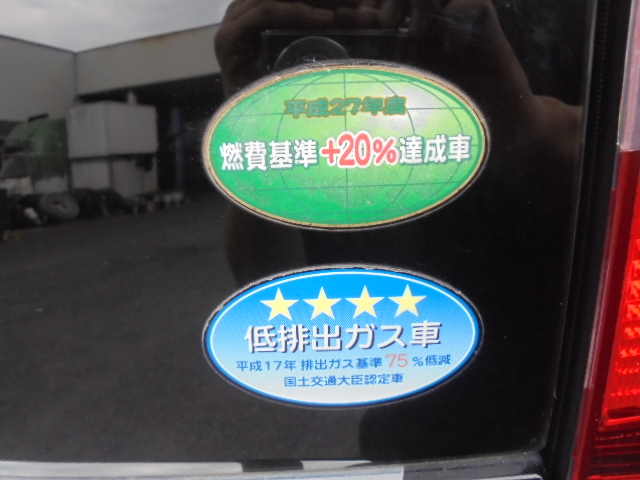 平成27年度
燃費基準+20%達成車
低排出ガス車
平成17年 排出ガス基準75%低減
国土交通大臣認定車